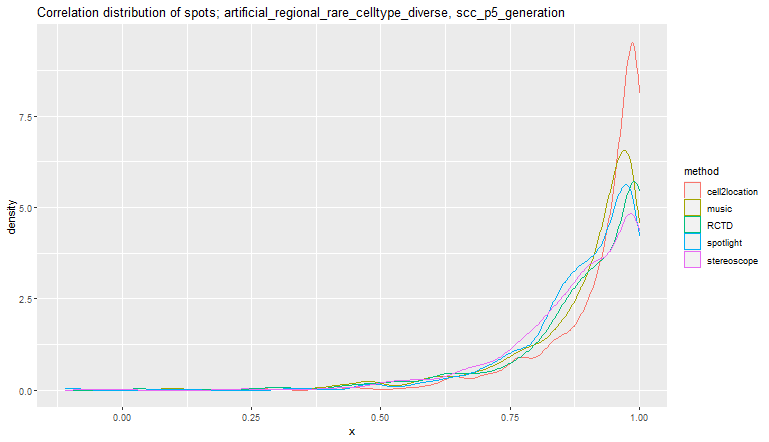 Correlation distribution of spots; artificial_regional_rare_celltype_diverse, scc_p5_generation
7.5
5.0
2.5
0.0
density
0.00
0.25
0.50
0.75
1.00
x
method
cell2location
music
RCTD
spotlight
stereoscope